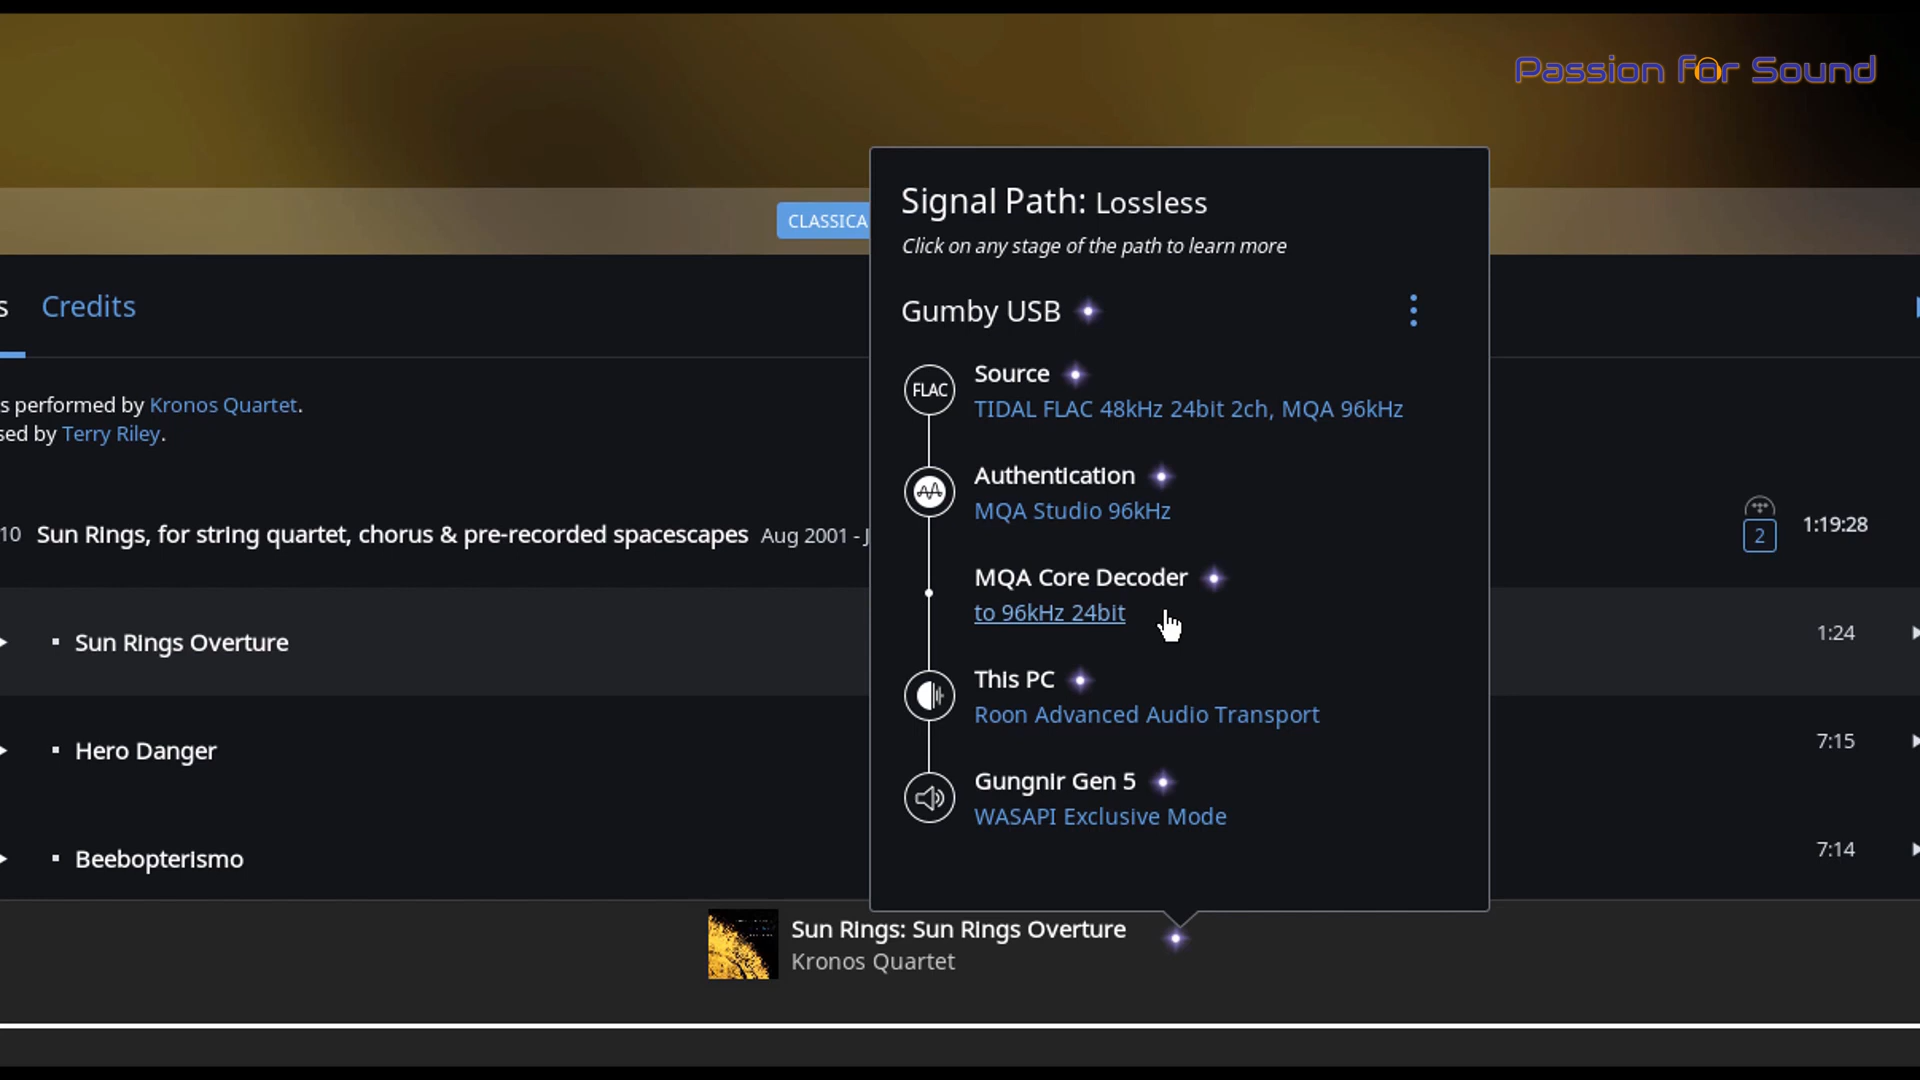 Passion for Sound
CLASSICA
Signal Path: Lossless
Click on any stage of the path to learn more
Gumby USB
FLAC
Source
TIDAL FLAC 48kHz 24bit 2ch, MQA 96kHz
Authentication
MQA Studio 96kHz
MQA Core Decoder
to 96kHz 24bit
This PC
Roon Advanced Audio Transport
Gungnir Gen 5
WASAPI Exclusive Mode
s Credits
s performed by Kronos Quartet.
sed by Terry Riley.
10 Sun Rings, for string quartet, chorus & pre-recorded spacescapes Aug 2001 - J
2 1:19:28
Sun Rings Overture 1:24
Hero Danger 7:15
Beebopterismo 7:14
Sun Rings: Sun Rings Overture
Kronos Quartet